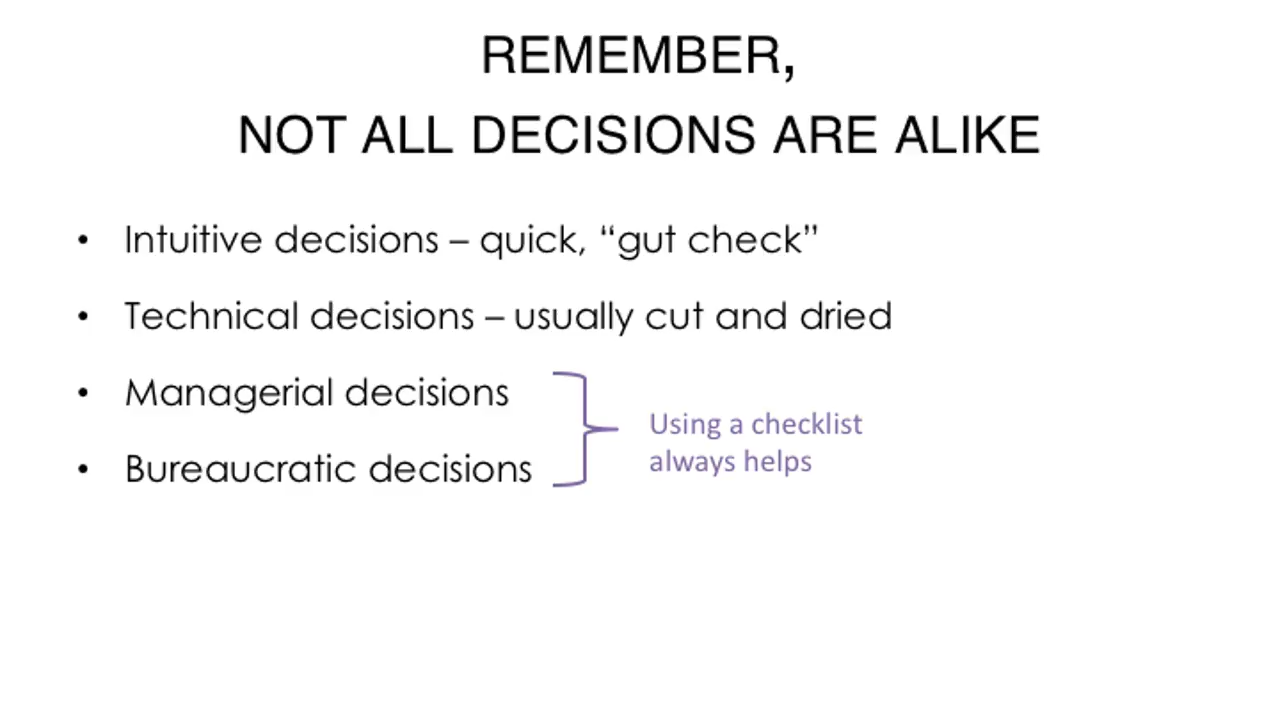 REMEMBER,
NOT ALL DECISIONS ARE ALIKE
• Intuitive decisions – quick, “gut check”
• Technical decisions – usually cut and dried
• Managerial decisions
• Bureaucratic decisions
Using a checklist
always helps